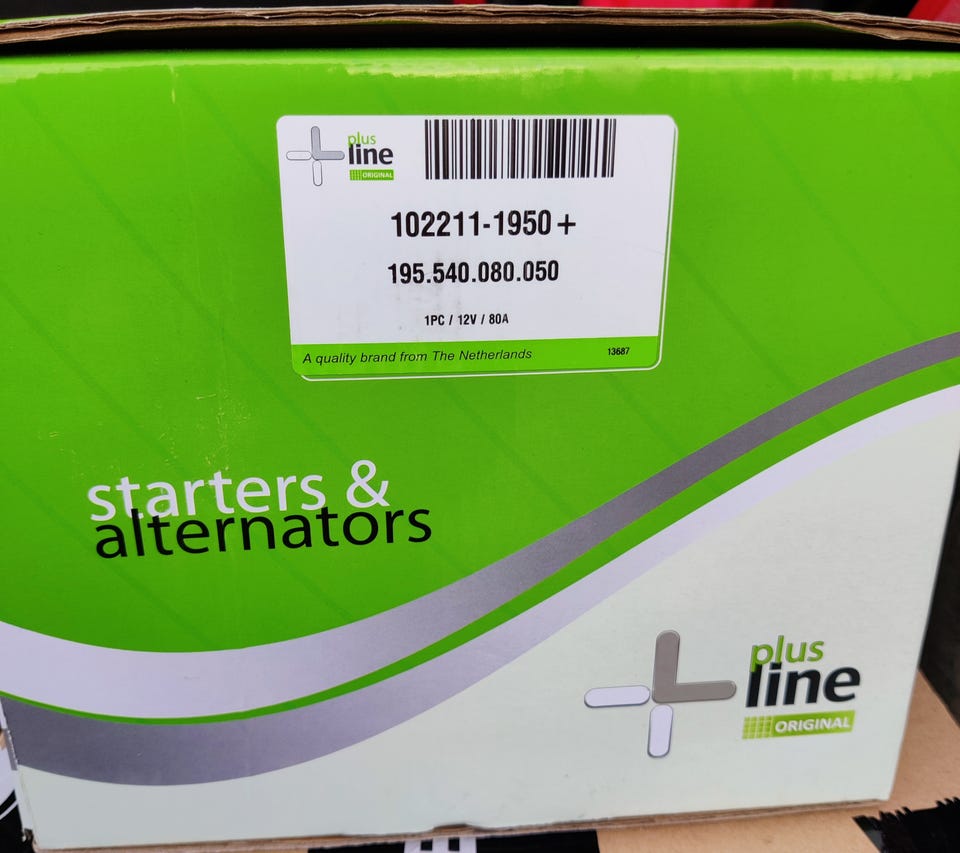 plus
line
ORIGINAL
102211-1950+
195.540.080.050
1PC / 12V / 80A
A quality brand from The Netherlands
13687
starters &
alternators
plus
line
ORIGINAL